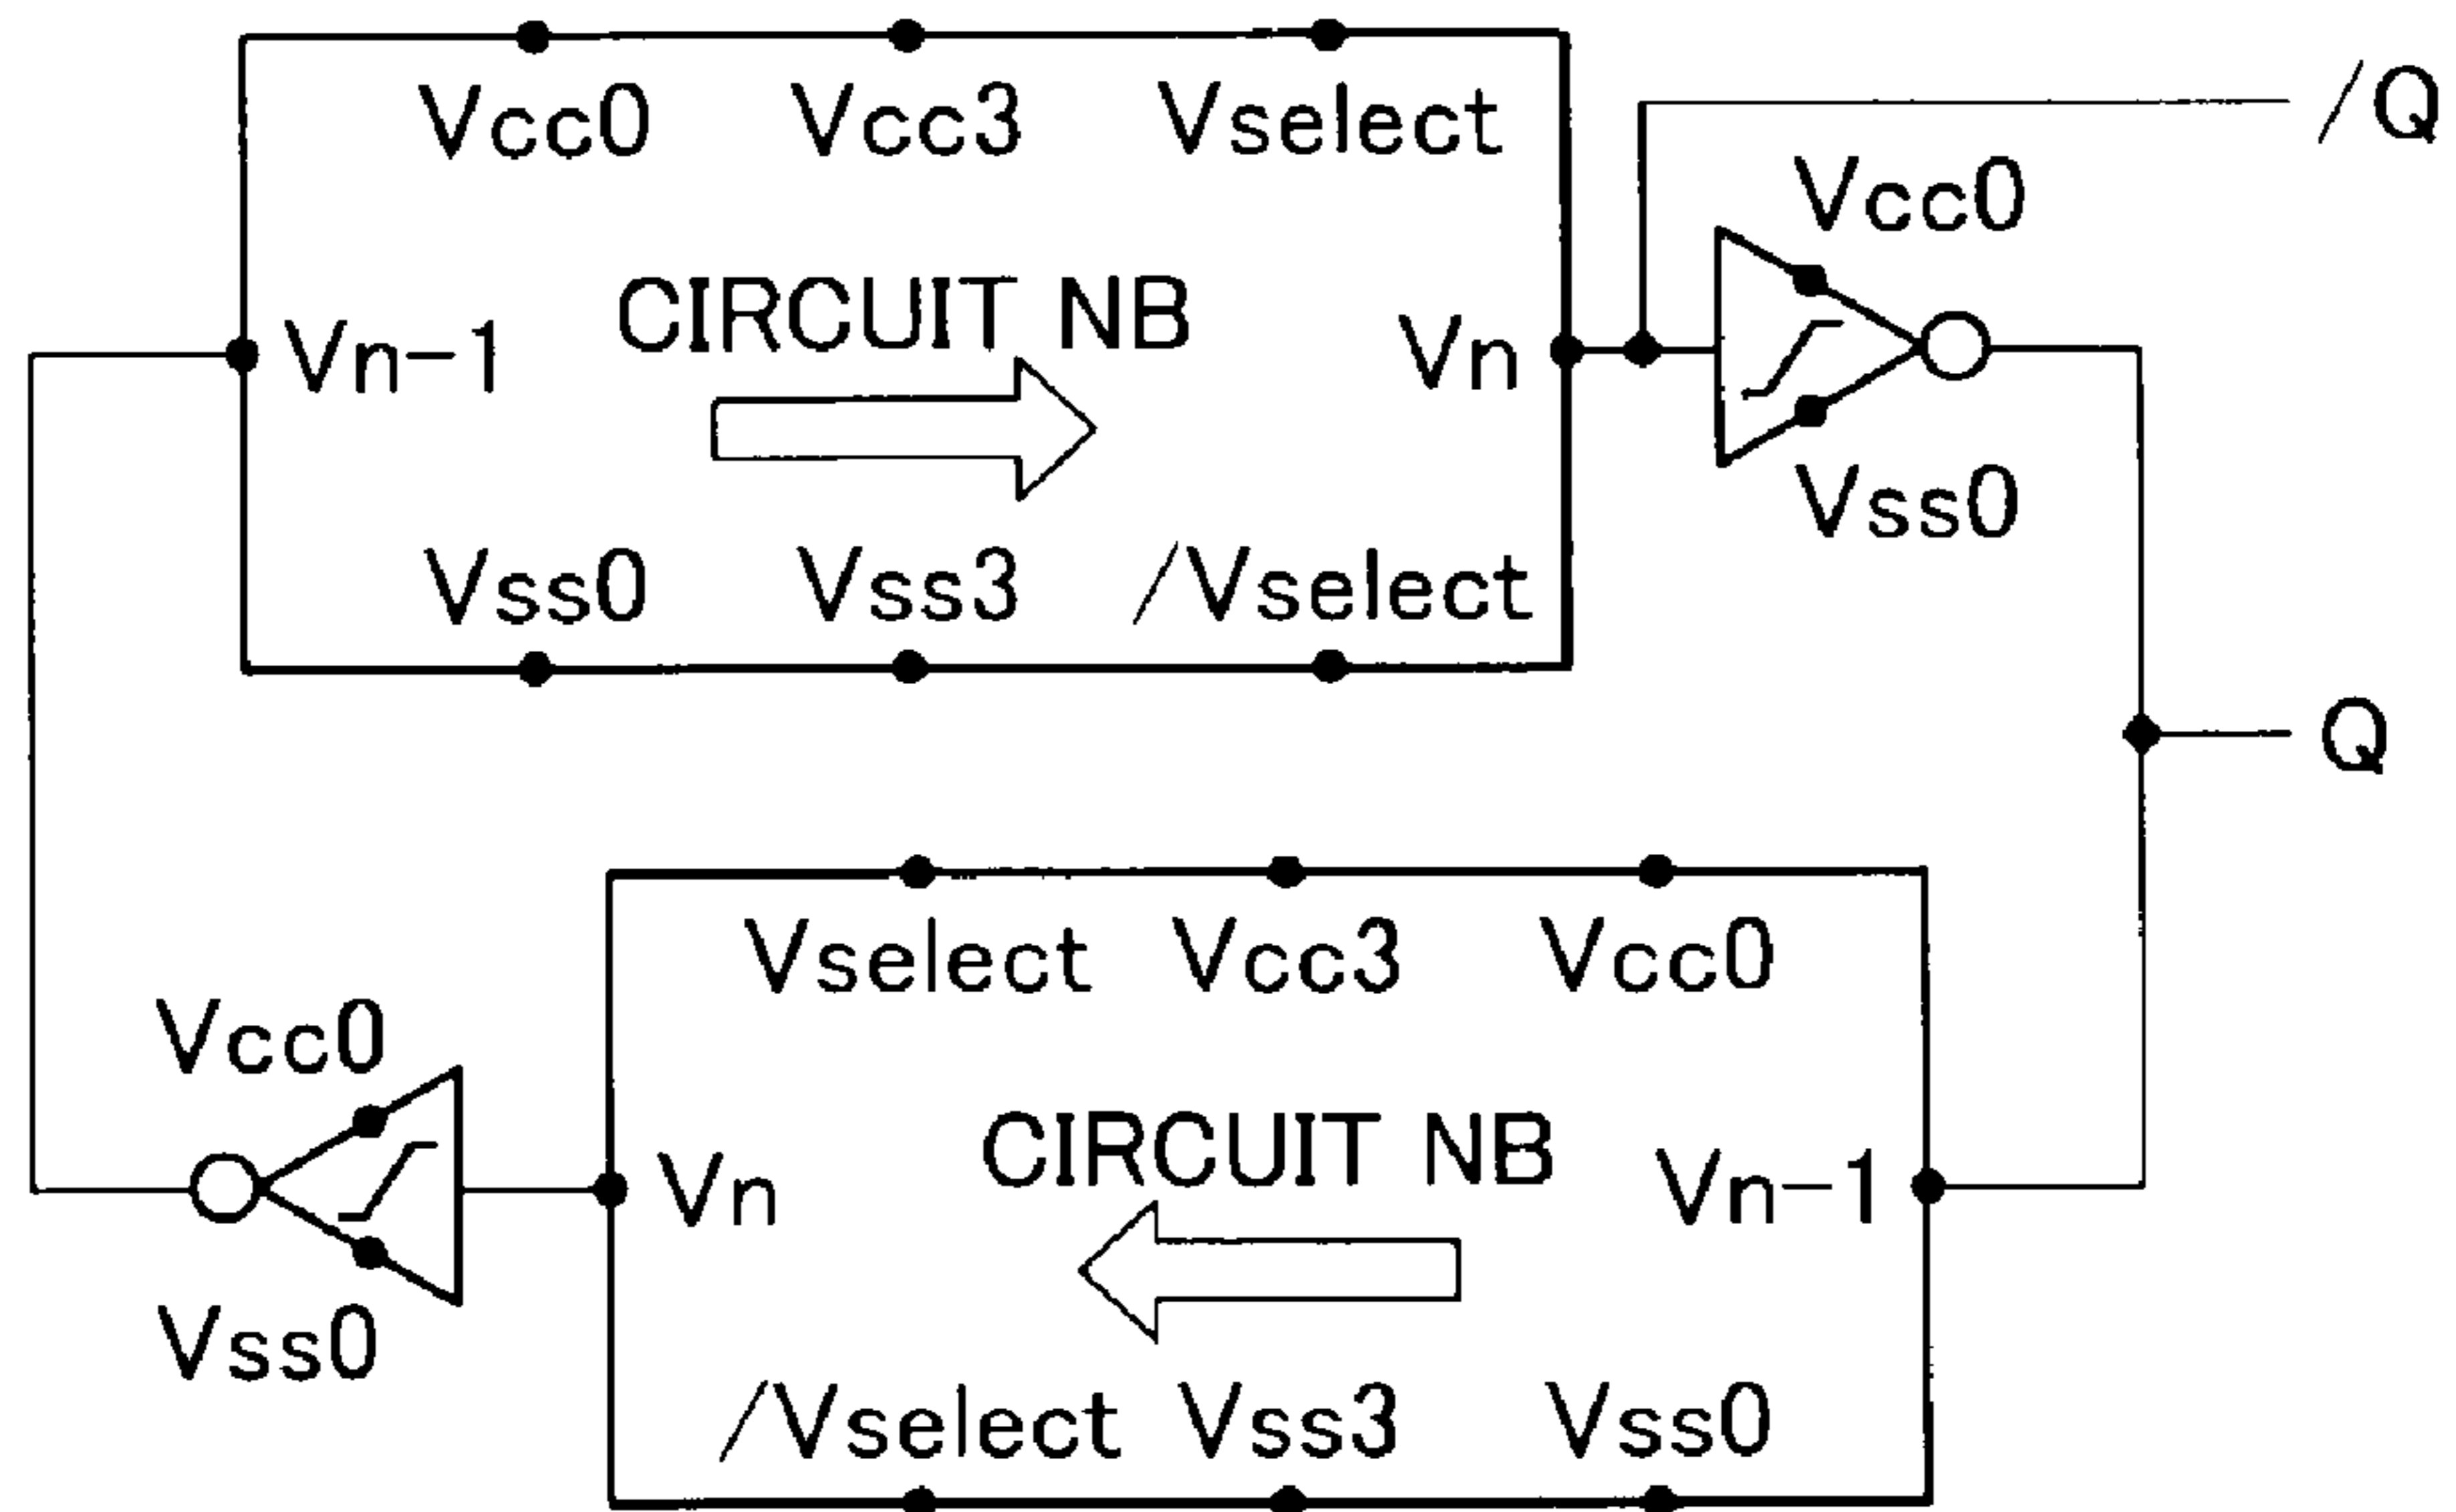 /Q
Vcc0 Vcc3 Vselect
Vcc0
CIRCUIT NB
Vn-1
Vn
Vss0
Vss0 Vss3 /Vselect
Q
Vselect Vcc3 Vcc0
Vcc0
CIRCUIT NB
Vn
Vn-1
Vss0
/Vselect Vss3 Vss0